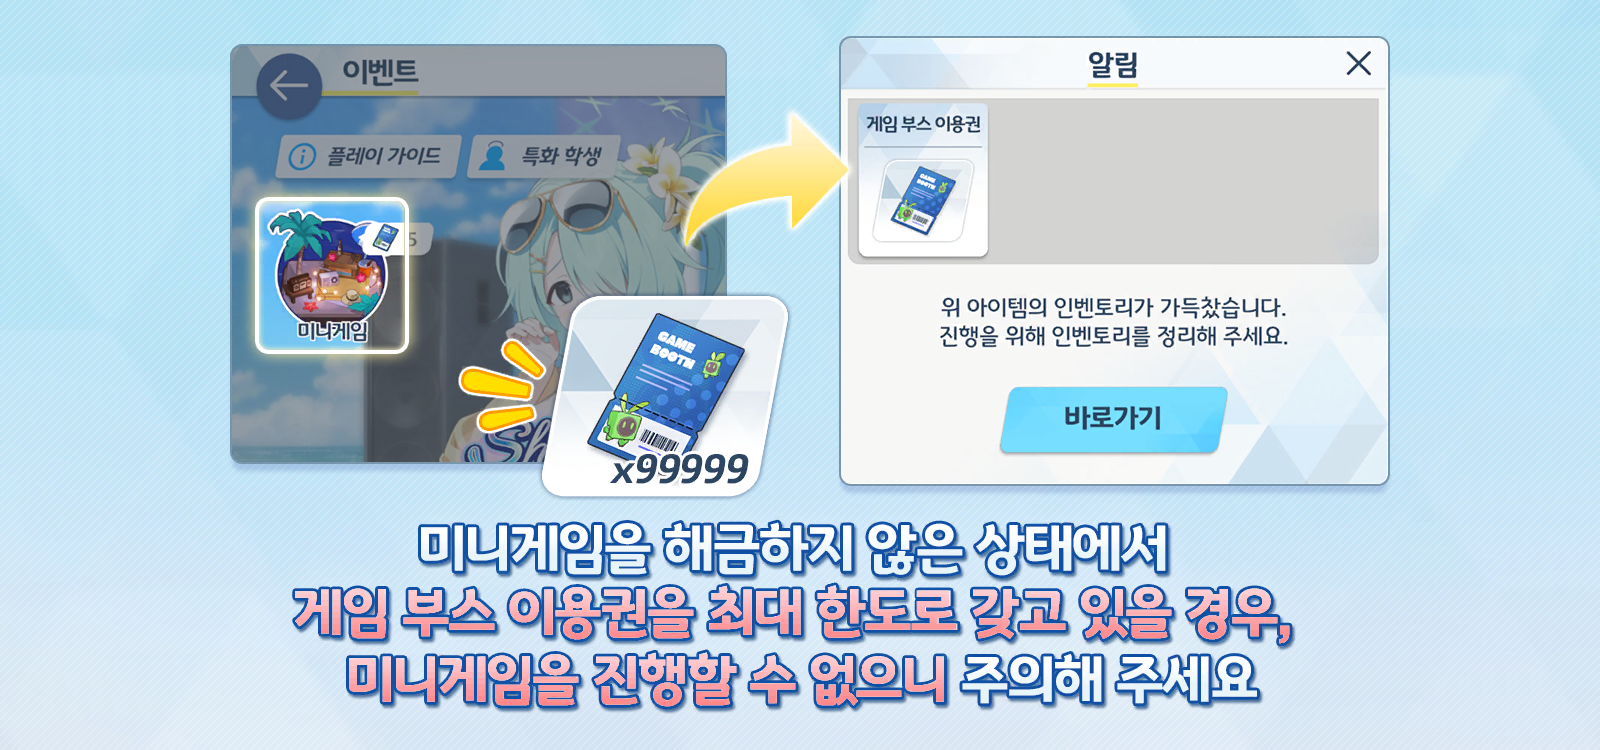 이벤트
플레이 가이드
특화 학생
5
미니게임
GAME
BOOTH
x99999
알림
게임 부스 이용권
GAME
BOOTH
위 아이템의 인벤토리가 가득찼습니다.
진행을 위해 인벤토리를 정리해 주세요.
바로가기
미니게임을 해금하지 않은 상태에서
게임 부스 이용권을 최대 한도로 갖고 있을 경우,
미니게임을 진행할 수 없으니 주의해 주세요